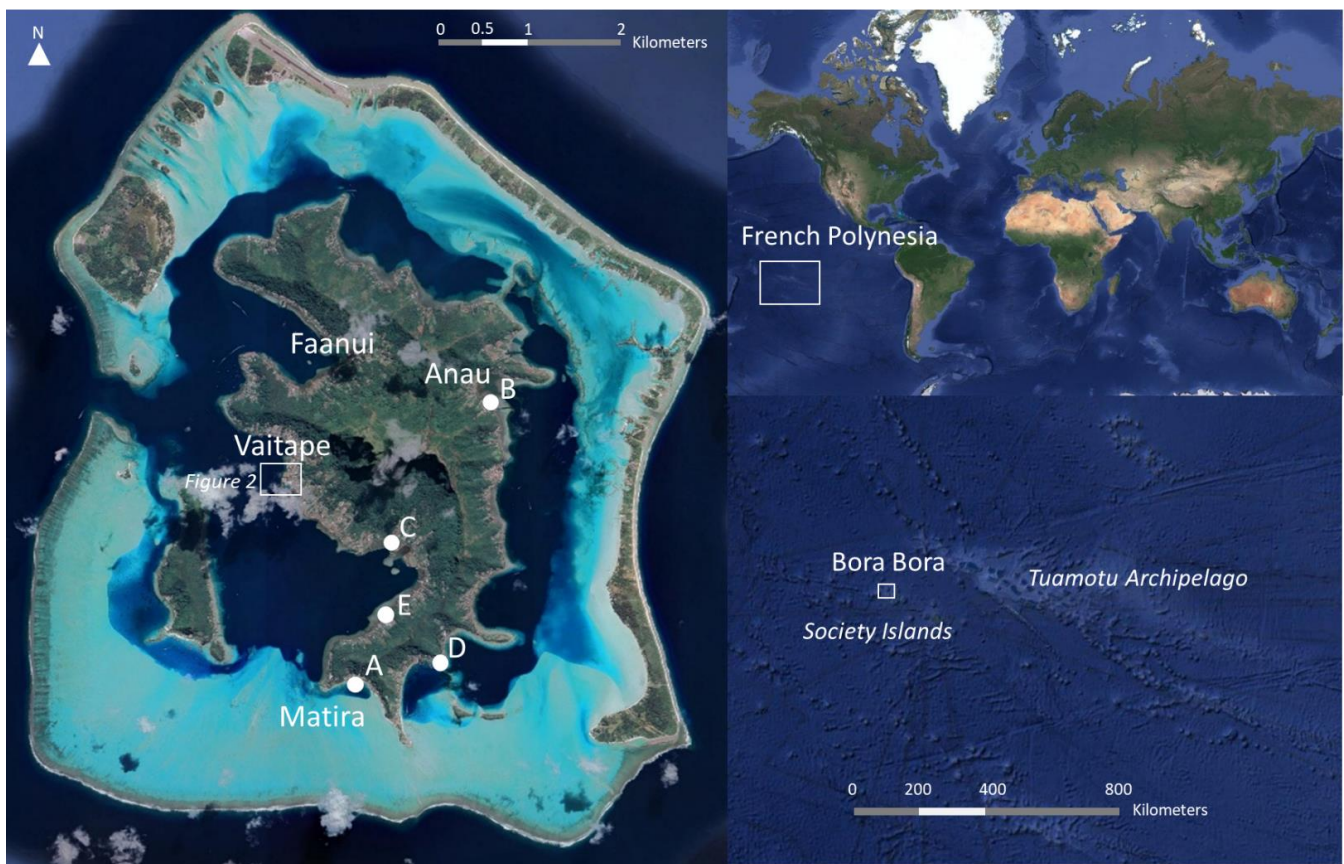 N
0 0.5 1 2
Kilometers
Faanui
Anau
B
Vaitape
Figure 2
C
E
D
A
Matira
French Polynesia
Bora Bora
Tuamotu Archipelago
Society Islands
0 200 400 800
Kilometers